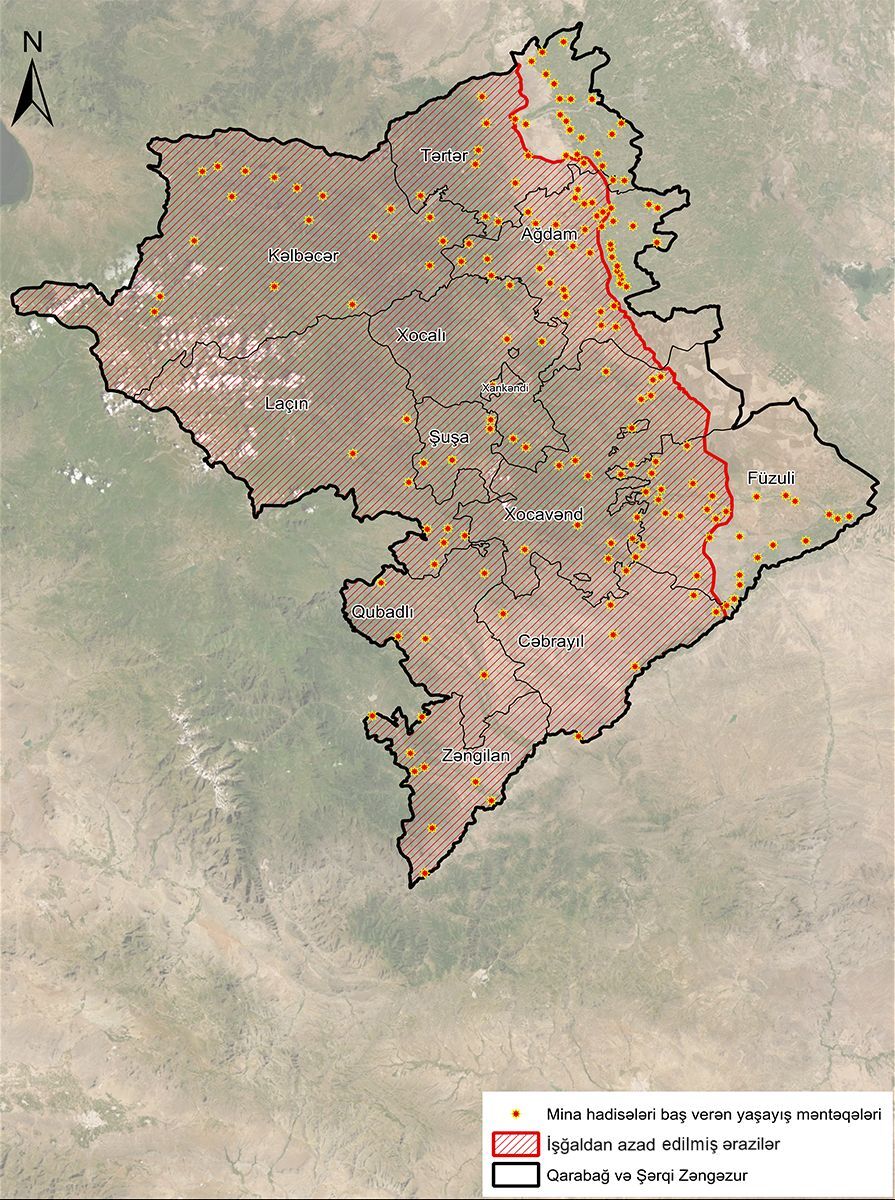 N
Tərtər
Ağdam
Kəlbəcər
Xocalı
Xankəndi
Laçın
Şuşa
Füzuli
Xocavənd
Qubadlı
Cəbrayıl
Zəngilan
Mina hadisələri baş verən yaşayış məntəqələri
İşğaldan azad edilmiş ərazilər
Qarabağ və Şərqi Zəngəzur